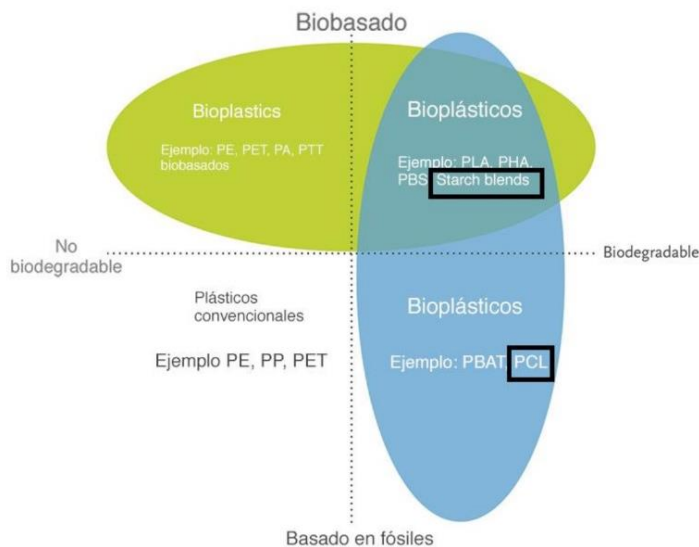 Biobasado
Bioplastics
Ejemplo: PE, PET, PA, PTT
biobasados
Bioplásticos
Ejemplo: PLA, PHA,
PBS Starch blends
No
biodegradable
Biodegradable
Plásticos
convencionales
Ejemplo PE, PP, PET
Bioplásticos
Ejemplo: PBAT, PCL
Basado en fósiles